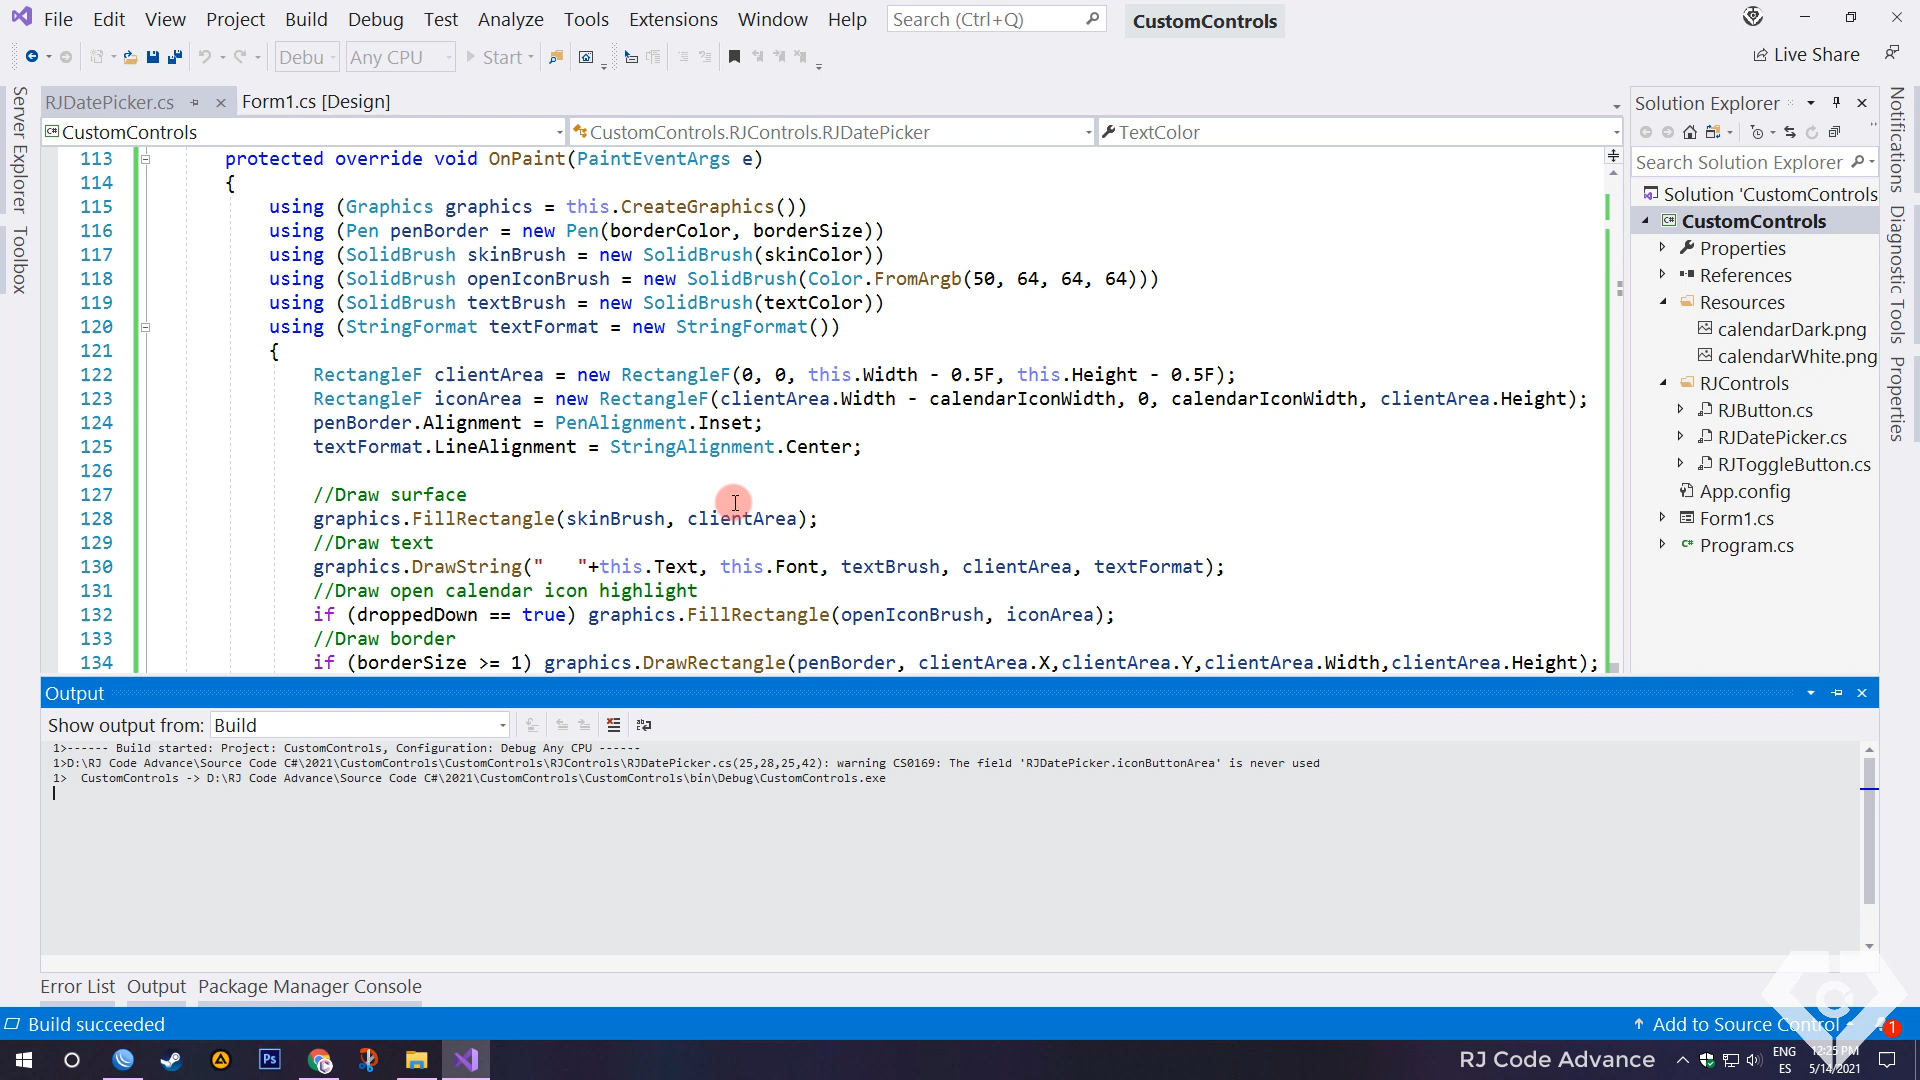 File Edit View Project Build Debug Test Analyze Tools Extensions Window Help Search (Ctrl+Q) CustomControls
Debu Any CPU Start Live Share
RJDatePicker.cs Form1.cs [Design]
CustomControls CustomControls.RJControls.RJDatePicker TextColor
113 protected override void OnPaint(PaintEventArgs e)
114 {
115 using (Graphics graphics = this.CreateGraphics())
116 using (Pen penBorder = new Pen(borderColor, borderSize))
117 using (SolidBrush skinBrush = new SolidBrush(skinColor))
118 using (SolidBrush openIconBrush = new SolidBrush(Color.FromArgb(50, 64, 64, 64)))
119 using (SolidBrush textBrush = new SolidBrush(textColor))
120 using (StringFormat textFormat = new StringFormat())
121 {
122 RectangleF clientArea = new RectangleF(0, 0, this.Width - 0.5F, this.Height - 0.5F);
123 RectangleF iconArea = new RectangleF(clientArea.Width - calendarIconWidth, 0, calendarIconWidth, clientArea.Height);
124 penBorder.Alignment = PenAlignment.Inset;
125 textFormat.LineAlignment = StringAlignment.Center;
126
127 //Draw surface
128 graphics.FillRectangle(skinBrush, clientArea);
129 //Draw text
130 graphics.DrawString("   "+this.Text, this.Font, textBrush, clientArea, textFormat);
131 //Draw open calendar icon highlight
132 if (droppedDown == true) graphics.FillRectangle(openIconBrush, iconArea);
133 //Draw border
134 if (borderSize >= 1) graphics.DrawRectangle(penBorder, clientArea.X,clientArea.Y,clientArea.Width,clientArea.Height);
Server Explorer
Toolbox
Solution Explorer
Search Solution Explorer
Solution 'CustomControls
CustomControls
Properties
References
Resources
calendarDark.png
calendarWhite.png
RJControls
RJButton.cs
RJDatePicker.cs
RJToggleButton.cs
App.config
Form1.cs
Program.cs
Notifications
Diagnostic Tools
Properties
Output
Show output from: Build
1>------ Build started: Project: CustomControls, Configuration: Debug Any CPU ------
1>D:\RJ Code Advance\Source Code C#\2021\CustomControls\CustomControls\RJControls\RJDatePicker.cs(25,28,25,42): warning CS0169: The field 'RJDatePicker.iconButtonArea' is never used
1>  CustomControls -> D:\RJ Code Advance\Source Code C#\2021\CustomControls\CustomControls\bin\Debug\CustomControls.exe
Error List Output Package Manager Console
Build succeeded Add to Source Control 1
Ps RJ Code Advance ENG 12:25 PM
ES 5/14/2021